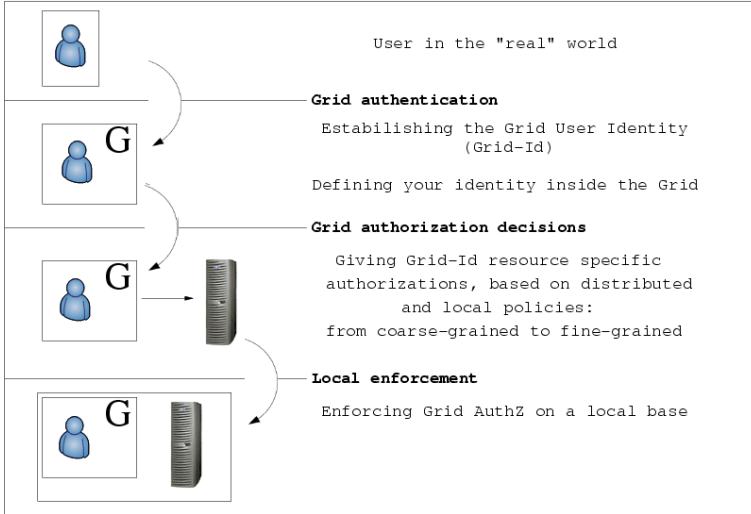 User in the "real" world
Grid authentication
G
Estabilishing the Grid User Identity
(Grid-Id)
Defining your identity inside the Grid
Grid authorization decisions
G
Giving Grid-Id resource specific
authorizations, based on distributed
and local policies:
from coarse-grained to fine-grained
Local enforcement
G
Enforcing Grid AuthZ on a local base